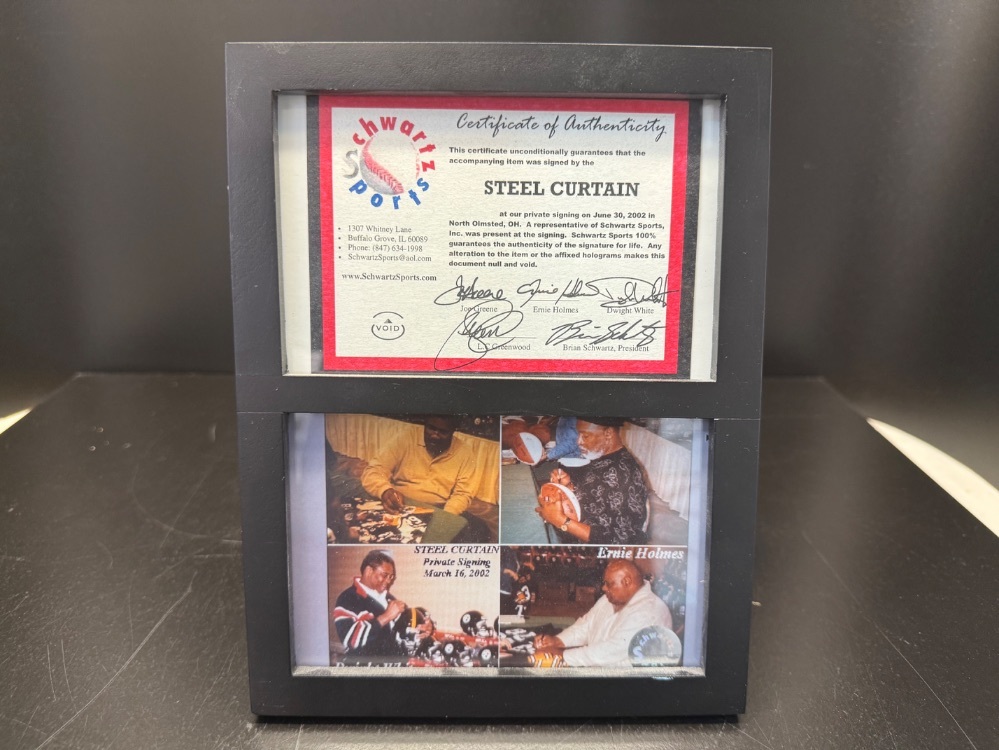 Schwartz Sports
Certificate of Authenticity
This certificate unconditionally guarantees that the
accompanying item was signed by the
STEEL CURTAIN
at our private signing on June 30, 2002 in
North Olmsted, OH. A representative of Schwartz Sports,
Inc. was present at the signing. Schwartz Sports 100%
guarantees the authenticity of the signature for life. Any
alteration to the item or the affixed holograms makes this
document null and void.
• 1307 Whitney Lane
• Buffalo Grove, IL 60089
• Phone: (847) 634-1998
• SchwartzSports@aol.com
www.SchwartzSports.com
VOID
Joe Greene
Ernie Holmes
Dwight White
L.C Greenwood
Brian Schwartz, President
STEEL CURTAIN
Private Signing
March 16, 2002
Ernie Holmes
Schwartz